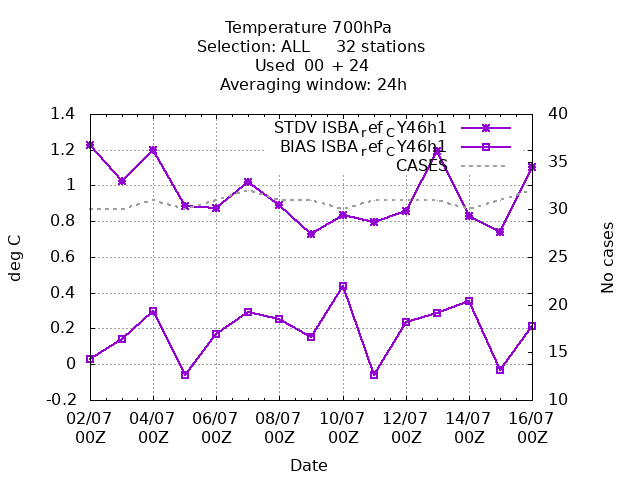 Temperature 700hPa
Selection: ALL 32 stations
Used 00 + 24
Averaging window: 24h
1.4
1.2
1
0.8
0.6
0.4
0.2
0
-0.2
40
35
30
25
20
15
10
STDV ISBA_ref_CY46h1
BIAS ISBA_ref_CY46h1
CASES
deg C
No cases
02/07 04/07 06/07 08/07 10/07 12/07 14/07 16/07
00Z 00Z 00Z 00Z 00Z 00Z 00Z 00Z
Date